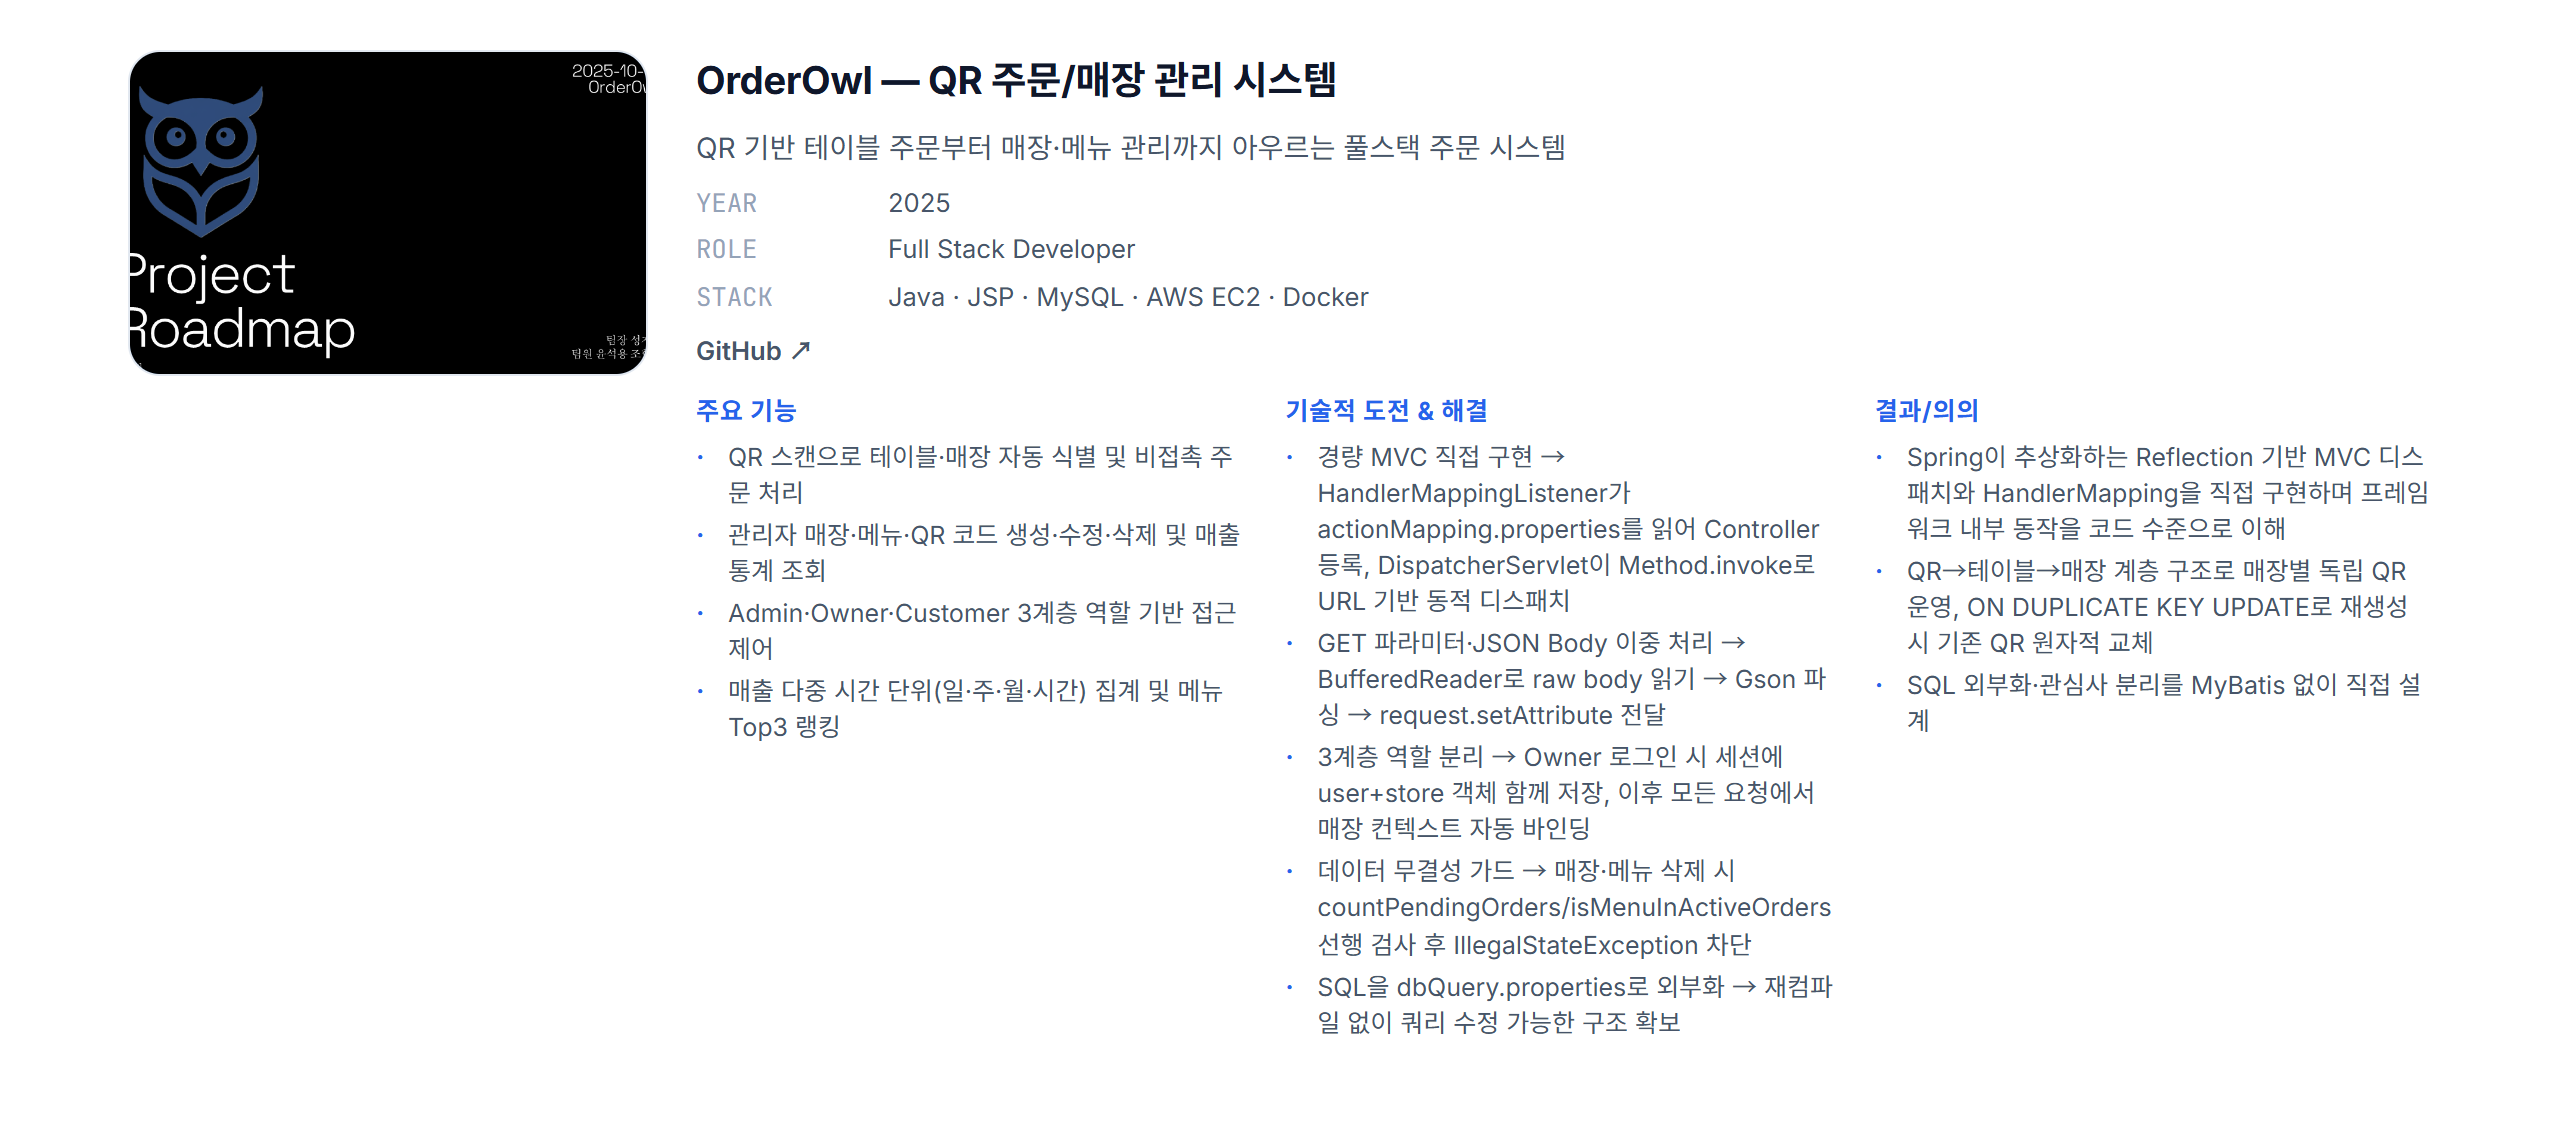 2025-10-
OrderOw
Project
Roadmap
팀장 성
팀원 윤석용 조
OrderOwl — QR 주문/매장 관리 시스템
QR 기반 테이블 주문부터 매장·메뉴 관리까지 아우르는 풀스택 주문 시스템
YEAR 2025
ROLE Full Stack Developer
STACK Java · JSP · MySQL · AWS EC2 · Docker
GitHub ↗
주요 기능
• QR 스캔으로 테이블·매장 자동 식별 및 비접촉 주
문 처리
• 관리자 매장·메뉴·QR 코드 생성·수정·삭제 및 매출
통계 조회
• Admin·Owner·Customer 3계층 역할 기반 접근
제어
• 매출 다중 시간 단위(일·주·월·시간) 집계 및 메뉴
Top3 랭킹
기술적 도전 & 해결
• 경량 MVC 직접 구현 →
HandlerMappingListener가
actionMapping.properties를 읽어 Controller
등록, DispatcherServlet이 Method.invoke로
URL 기반 동적 디스패치
• GET 파라미터·JSON Body 이중 처리 →
BufferedReader로 raw body 읽기 → Gson 파
싱 → request.setAttribute 전달
• 3계층 역할 분리 → Owner 로그인 시 세션에
user+store 객체 함께 저장, 이후 모든 요청에서
매장 컨텍스트 자동 바인딩
• 데이터 무결성 가드 → 매장·메뉴 삭제 시
countPendingOrders/isMenuInActiveOrders
선행 검사 후 IllegalStateException 차단
• SQL을 dbQuery.properties로 외부화 → 재컴파
일 없이 쿼리 수정 가능한 구조 확보
결과/의의
• Spring이 추상화하는 Reflection 기반 MVC 디스
패치와 HandlerMapping을 직접 구현하며 프레임
워크 내부 동작을 코드 수준으로 이해
• QR→테이블→매장 계층 구조로 매장별 독립 QR
운영, ON DUPLICATE KEY UPDATE로 재생성
시 기존 QR 원자적 교체
• SQL 외부화·관심사 분리를 MyBatis 없이 직접 설
계